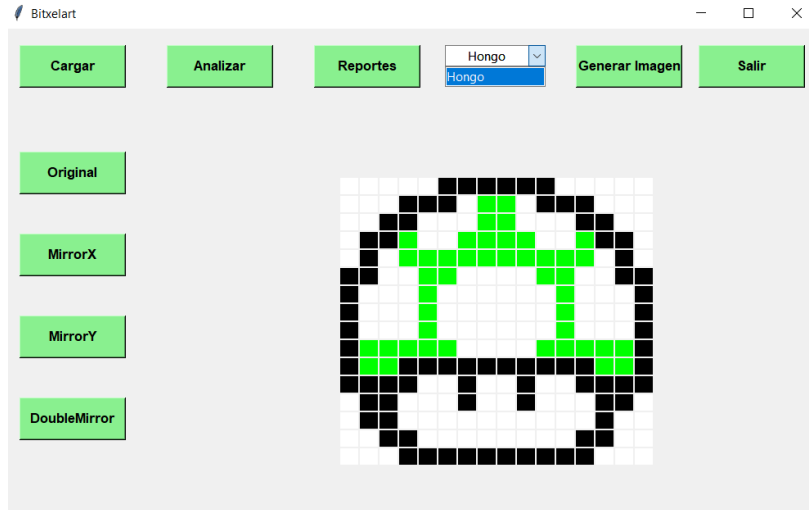 Bitxelart
Cargar
Analizar
Reportes
Hongo
Hongo
Generar Imagen
Salir
Original
MirrorX
MirrorY
DoubleMirror